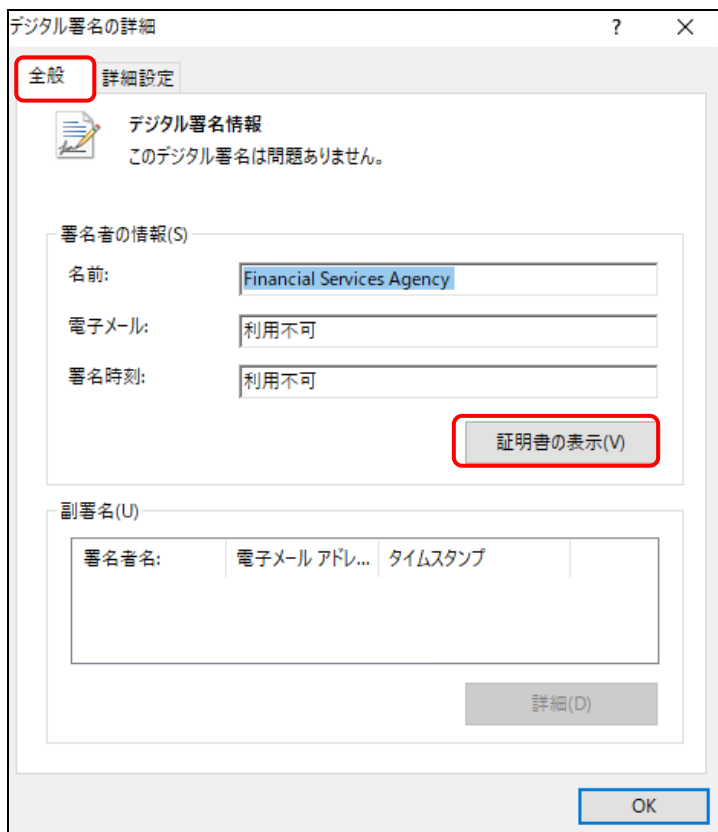 デジタル署名の詳細 ? ×
全般 詳細設定
デジタル署名情報
このデジタル署名は問題ありません。
署名者の情報(S)
名前: Financial Services Agency
電子メール: 利用不可
署名時刻: 利用不可
証明書の表示(V)
副署名(U)
署名者名: 電子メール アドレ... タイムスタンプ
詳細(D)
OK